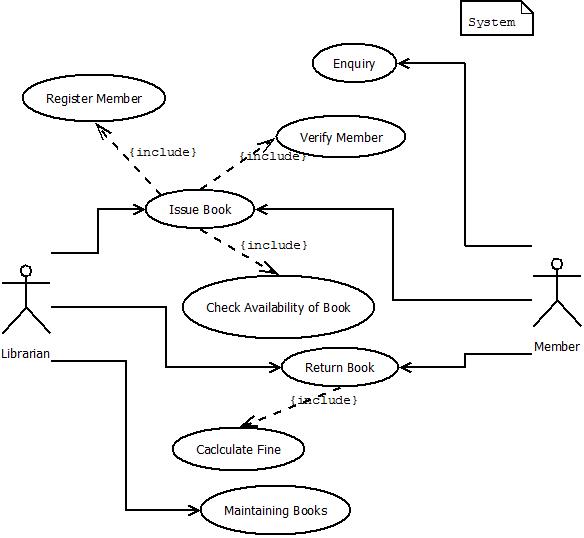 System
Enquiry
Register Member
Verify Member
{include}
{include}
Issue Book
{include}
Check Availability of Book
Librarian
Member
Return Book
{include}
Caclculate Fine
Maintaining Books